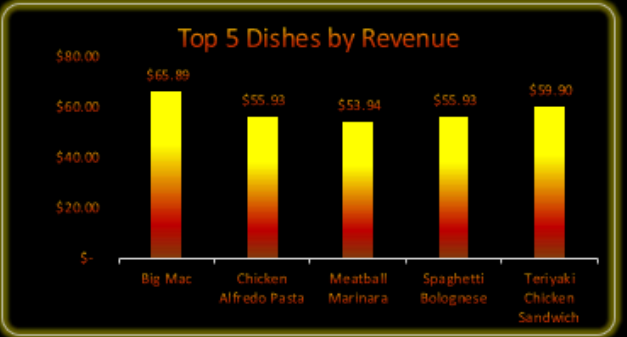 Top 5 Dishes by Revenue
$80.00
$60.00
$40.00
$20.00
$-
$65.89
$55.93
$53.94
$55.93
$59.90
Big Mac
Chicken
Alfredo Pasta
Meatball
Marinara
Spaghetti
Bolognese
Teriyaki
Chicken
Sandwich